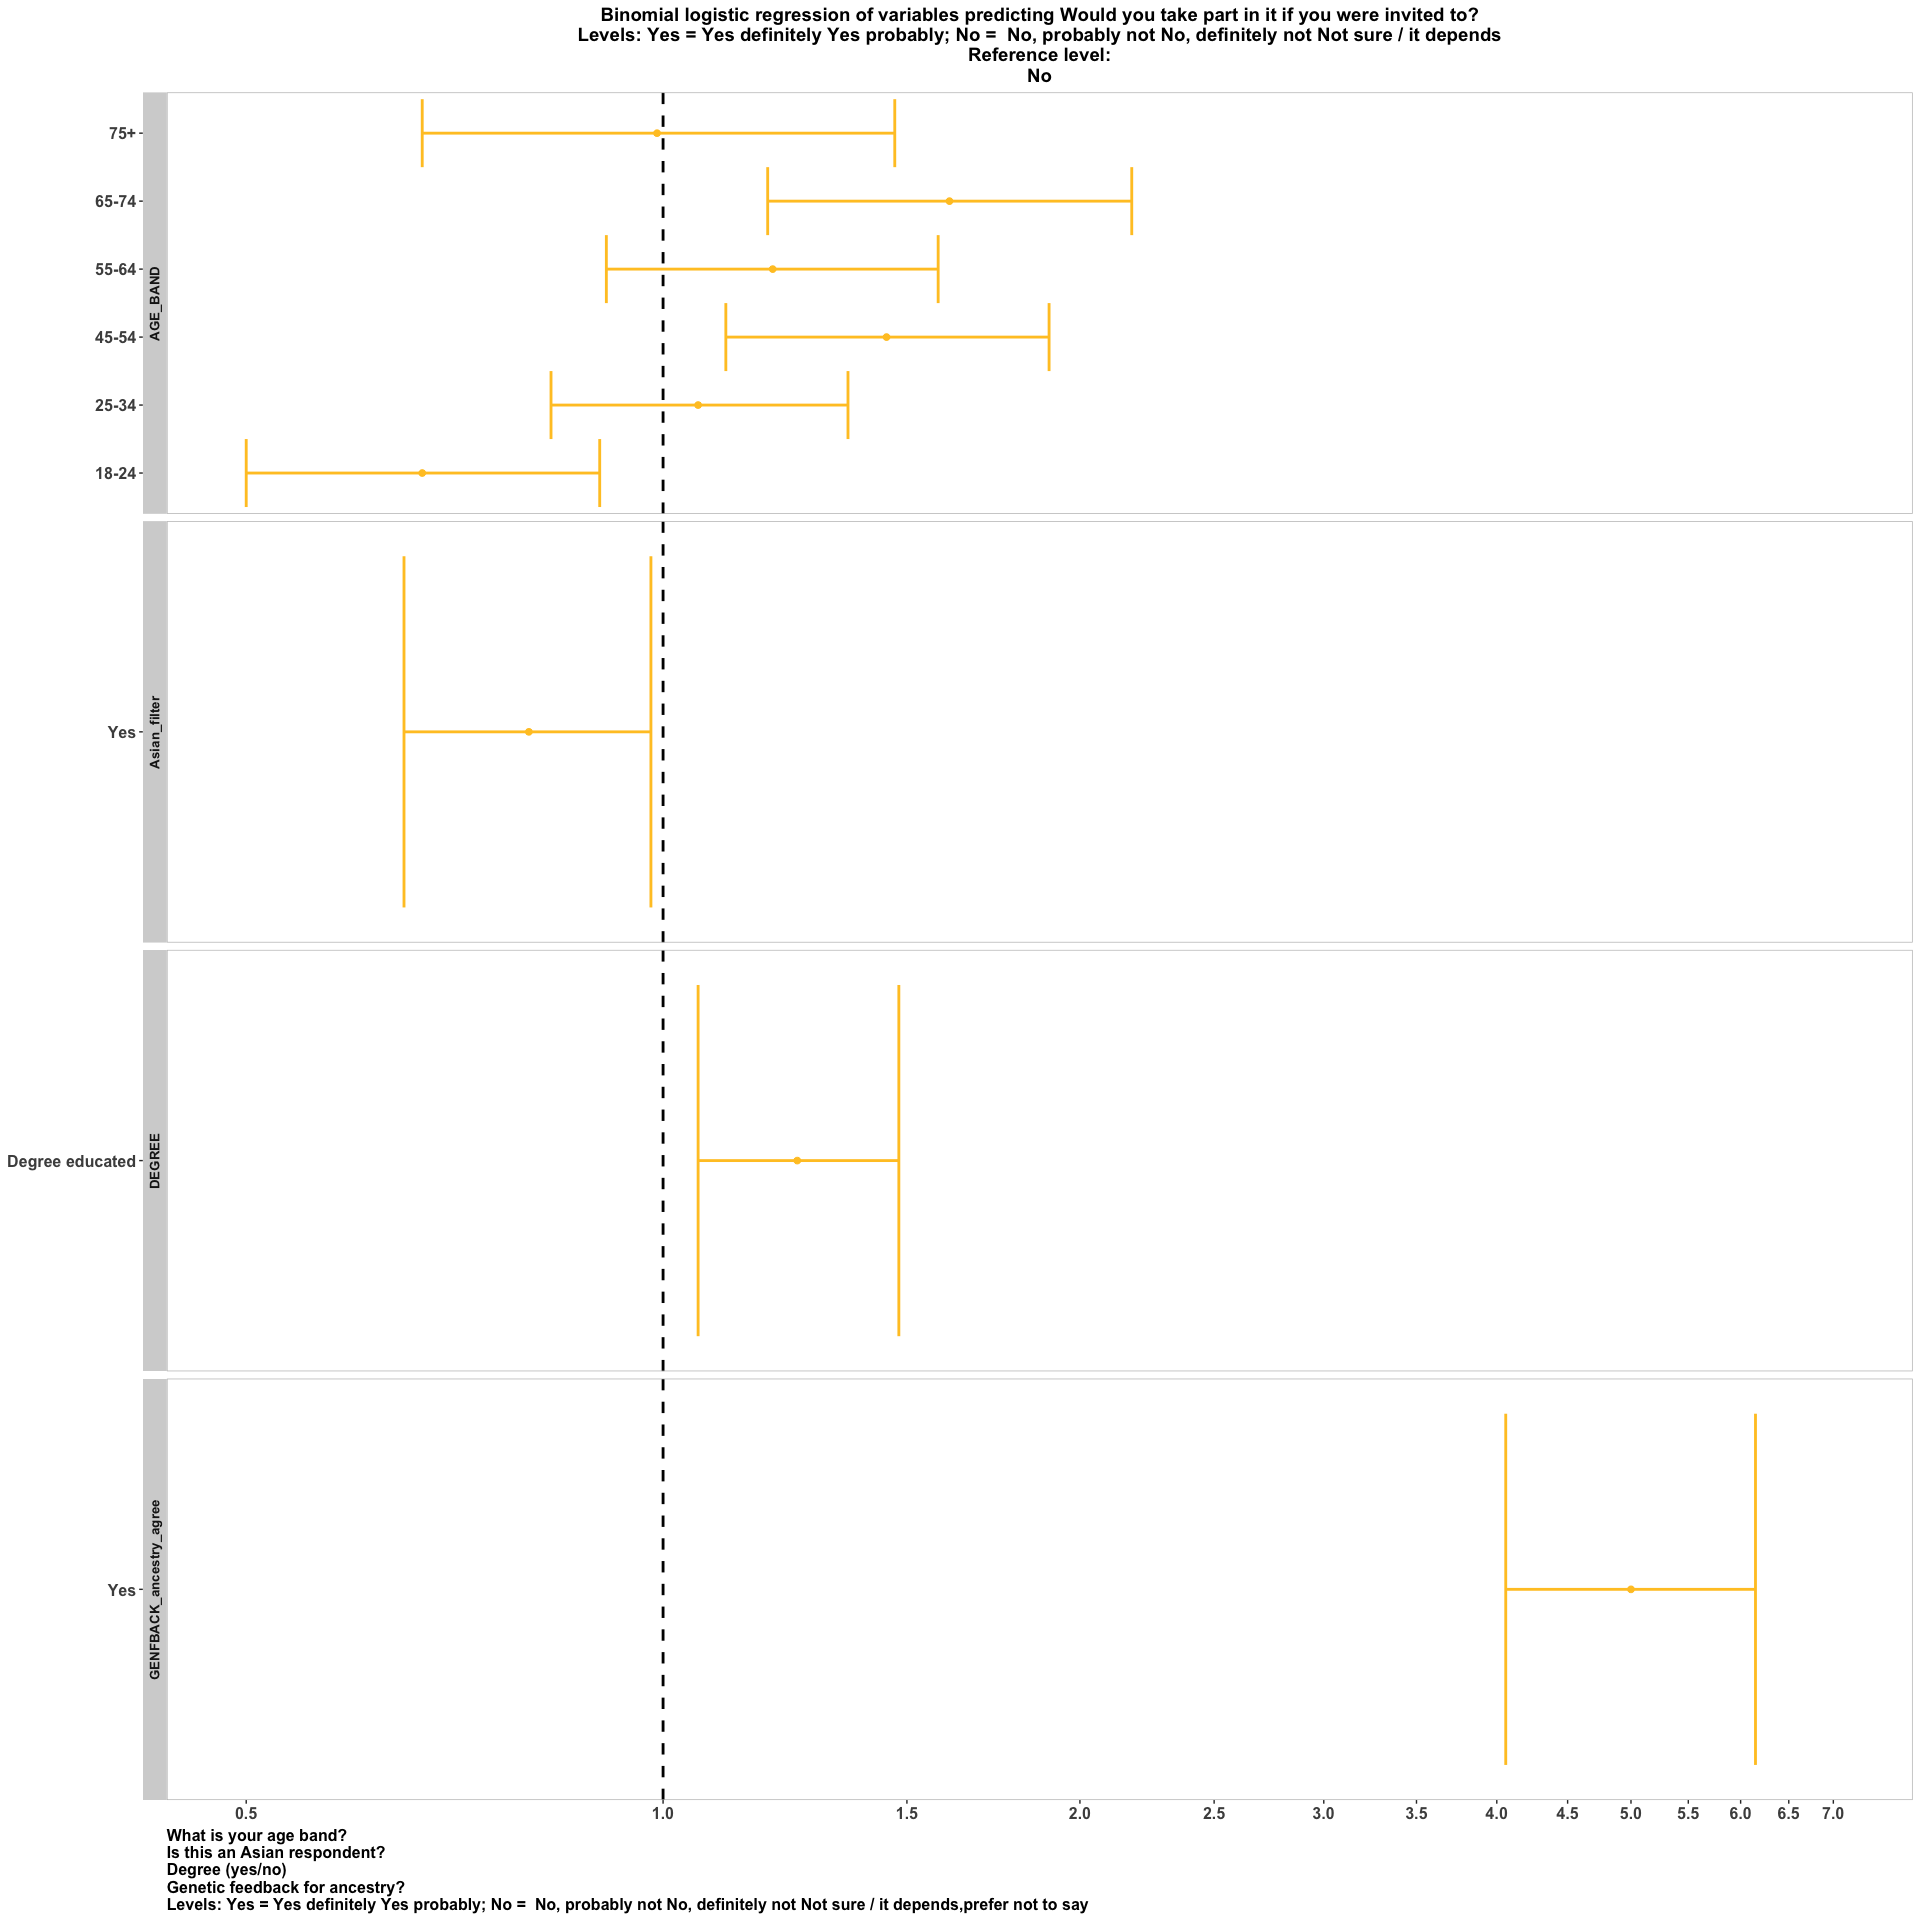 Binomial logistic regression of variables predicting Would you take part in it if you were invited to?
Levels: Yes = Yes definitely Yes probably; No =  No, probably not No, definitely not Not sure / it depends
Reference level:
No
AGE_BAND
75+
65-74
55-64
45-54
25-34
18-24
Asian_filter
Yes
DEGREE
Degree educated
GENFBACK_ancestry_agree
Yes
0.5 1.0 1.5 2.0 2.5 3.0 3.5 4.0 4.5 5.0 5.5 6.0 6.5 7.0
What is your age band?
Is this an Asian respondent?
Degree (yes/no)
Genetic feedback for ancestry?
Levels: Yes = Yes definitely Yes probably; No =  No, probably not No, definitely not Not sure / it depends,prefer not to say